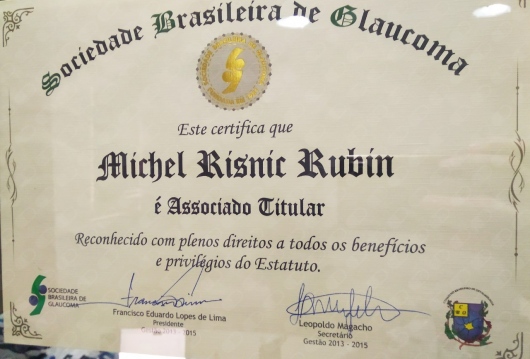 Sociedade Brasileira de Glaucoma
Este certifica que
Michel Risnic Rubin
é Associado Titular
Reconhecido com plenos direitos a todos os benefícios
e privilégios do Estatuto.
SOCIEDADE
BRASILEIRA DE
GLAUCOMA
Francisco Eduardo Lopes de Lima
Presidente
2015
Leopoldo Magacho
Secretário
Gestão 2013 - 2015